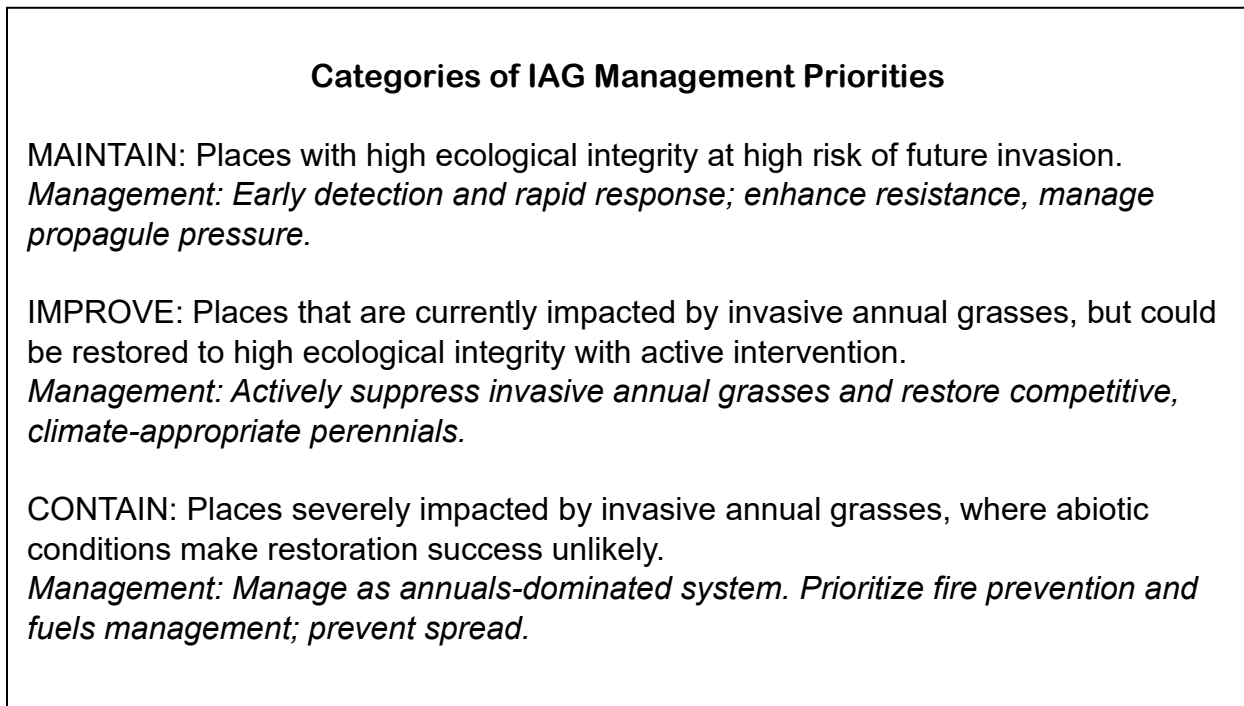 Categories of IAG Management Priorities
MAINTAIN: Places with high ecological integrity at high risk of future invasion.
Management: Early detection and rapid response; enhance resistance, manage
propagule pressure.
IMPROVE: Places that are currently impacted by invasive annual grasses, but could
be restored to high ecological integrity with active intervention.
Management: Actively suppress invasive annual grasses and restore competitive,
climate-appropriate perennials.
CONTAIN: Places severely impacted by invasive annual grasses, where abiotic
conditions make restoration success unlikely.
Management: Manage as annuals-dominated system. Prioritize fire prevention and
fuels management; prevent spread.